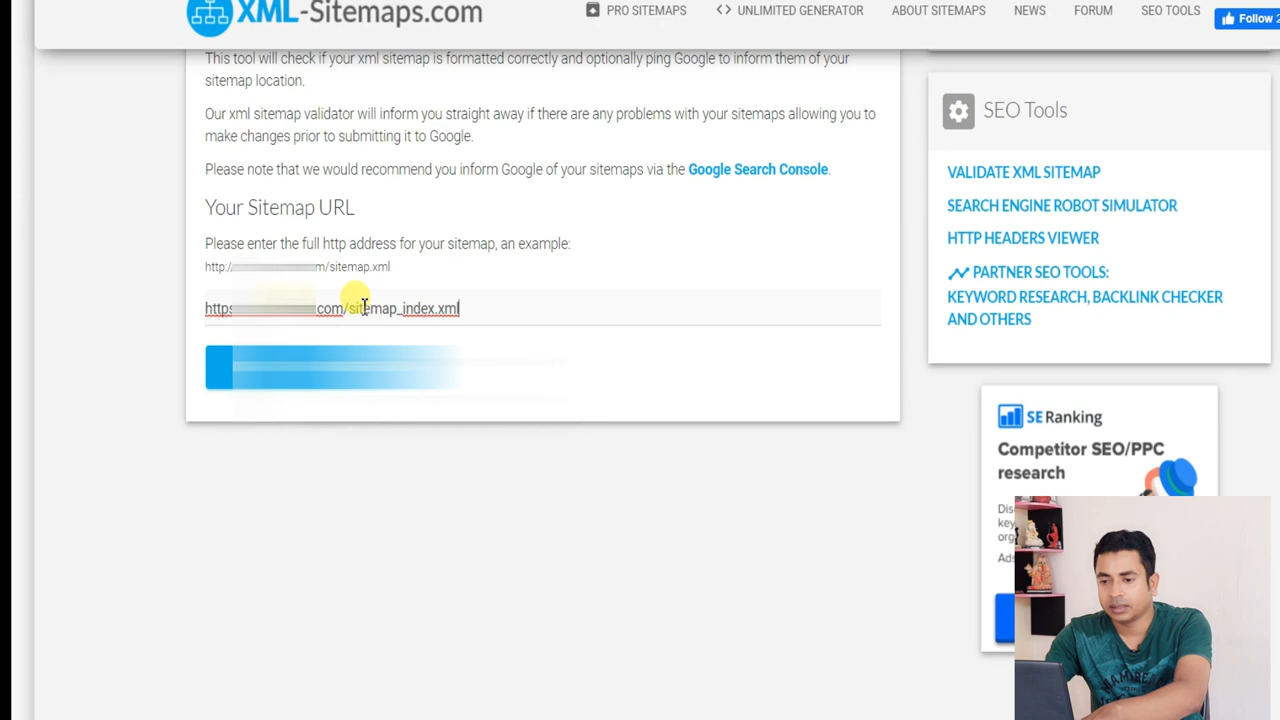 XML-Sitemaps.com
PRO SITEMAPS
UNLIMITED GENERATOR
ABOUT SITEMAPS
NEWS
FORUM
SEO TOOLS
Follow
This tool will check if your xml sitemap is formatted correctly and optionally ping Google to inform them of your
sitemap location.
Our xml sitemap validator will inform you straight away if there are any problems with your sitemaps allowing you to
make changes prior to submitting it to Google.
Please note that we would recommend you inform Google of your sitemaps via the Google Search Console.
Your Sitemap URL
Please enter the full http address for your sitemap, an example:
http:/ m/sitemap.xml
https .com/sitemap_index.xml
SEO Tools
VALIDATE XML SITEMAP
SEARCH ENGINE ROBOT SIMULATOR
HTTP HEADERS VIEWER
PARTNER SEO TOOLS:
KEYWORD RESEARCH, BACKLINK CHECKER
AND OTHERS
SE Ranking
Competitor SEO/PPC
research